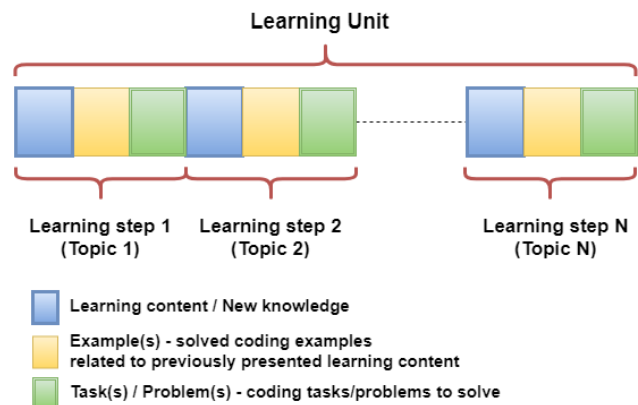 Learning Unit
Learning step 1
(Topic 1)
Learning step 2
(Topic 2)
Learning step N
(Topic N)
Learning content / New knowledge
Example(s) - solved coding examples
related to previously presented learning content
Task(s) / Problem(s) - coding tasks/problems to solve